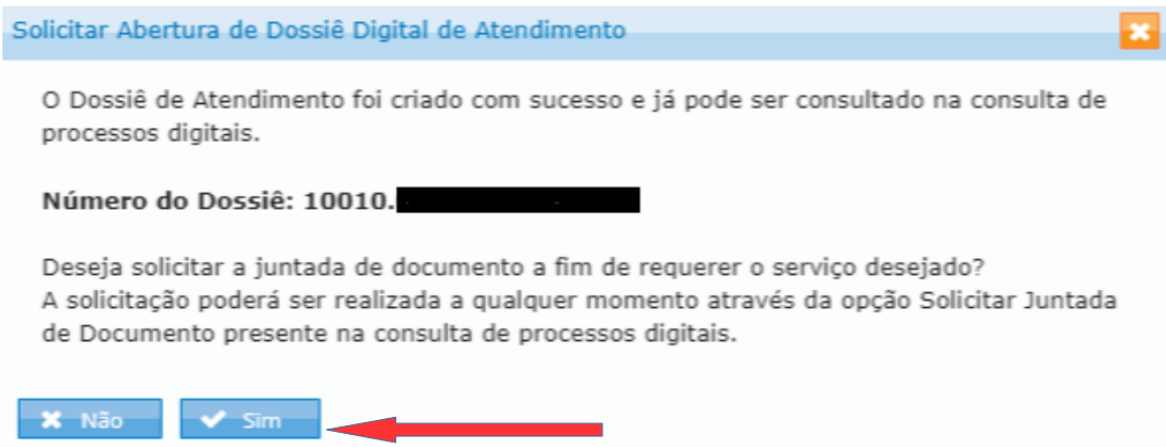 Solicitar Abertura de Dossiê Digital de Atendimento
O Dossiê de Atendimento foi criado com sucesso e já pode ser consultado na consulta de
processos digitais.
Número do Dossiê: 10010.
Deseja solicitar a juntada de documento a fim de requerer o serviço desejado?
A solicitação poderá ser realizada a qualquer momento através da opção Solicitar Juntada
de Documento presente na consulta de processos digitais.
Não Sim